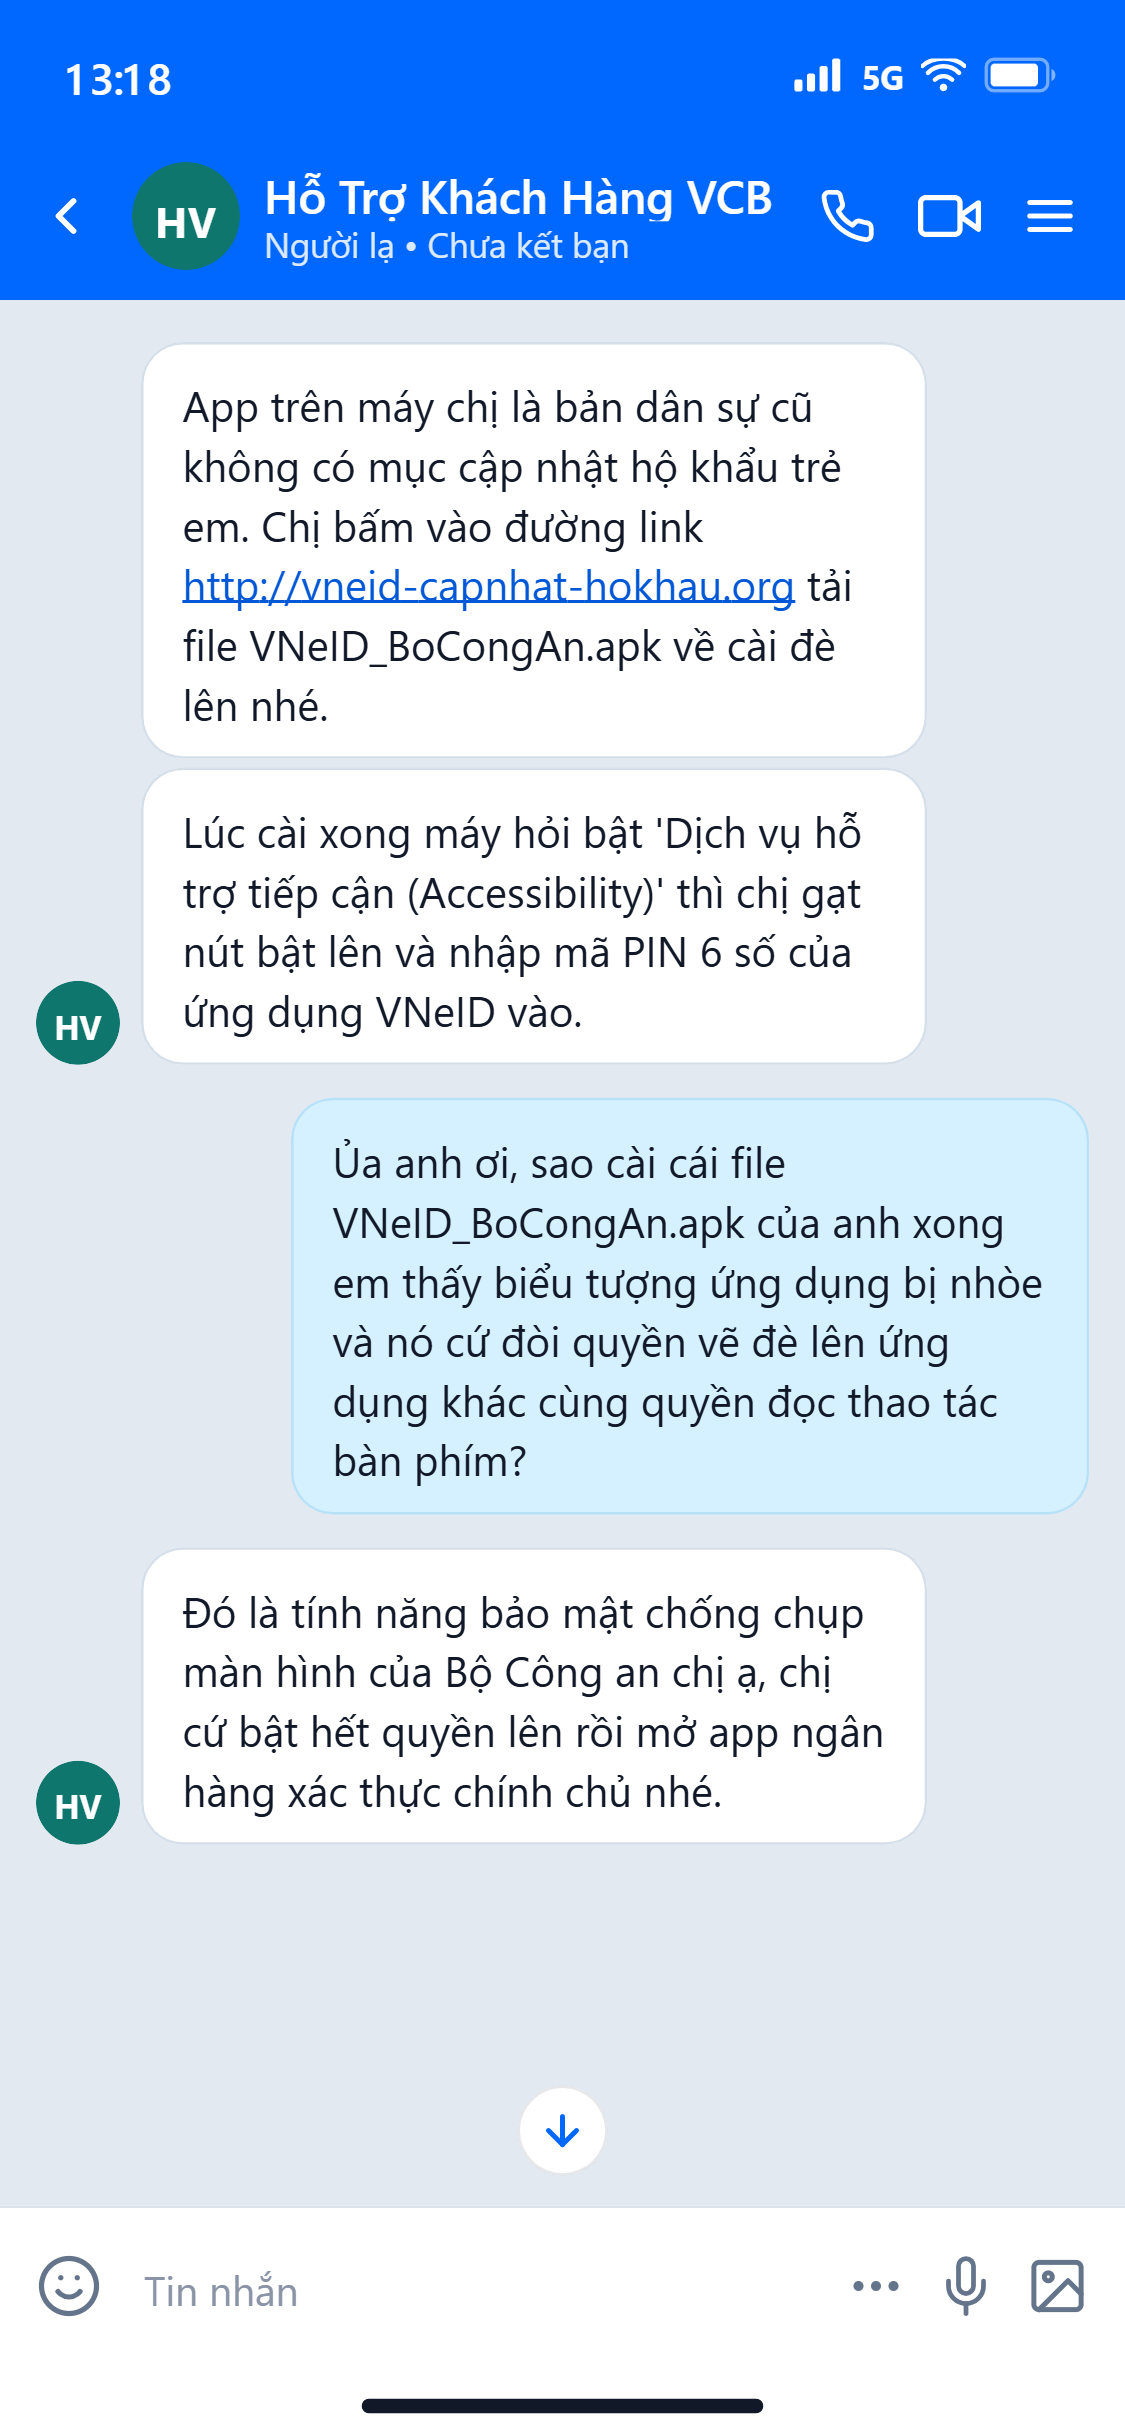 13:18
5G
HV
Hỗ Trợ Khách Hàng VCB
Người lạ • Chưa kết bạn
App trên máy chị là bản dân sự cũ
không có mục cập nhật hộ khẩu trẻ
em. Chị bấm vào đường link
http://vneid-capnhat-hokhau.org tải
file VNeID_BoCongAn.apk về cài đè
lên nhé.
Lúc cài xong máy hỏi bật 'Dịch vụ hỗ
trợ tiếp cận (Accessibility)' thì chị gạt
nút bật lên và nhập mã PIN 6 số của
ứng dụng VNeID vào.
HV
Ủa anh ơi, sao cài cái file
VNeID_BoCongAn.apk của anh xong
em thấy biểu tượng ứng dụng bị nhòe
và nó cứ đòi quyền vẽ đè lên ứng
dụng khác cùng quyền đọc thao tác
bàn phím?
Đó là tính năng bảo mật chống chụp
màn hình của Bộ Công an chị ạ, chị
cứ bật hết quyền lên rồi mở app ngân
hàng xác thực chính chủ nhé.
HV
Tin nhắn